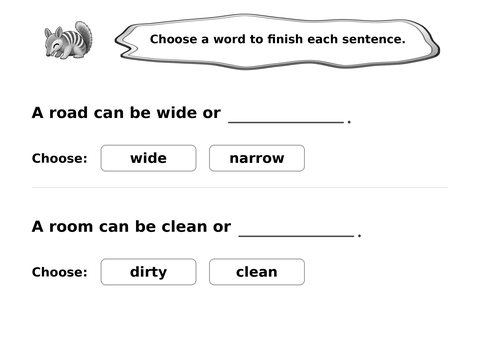 Choose a word to finish each sentence.
A road can be wide or ______________.
Choose: wide narrow
A room can be clean or ______________.
Choose: dirty clean